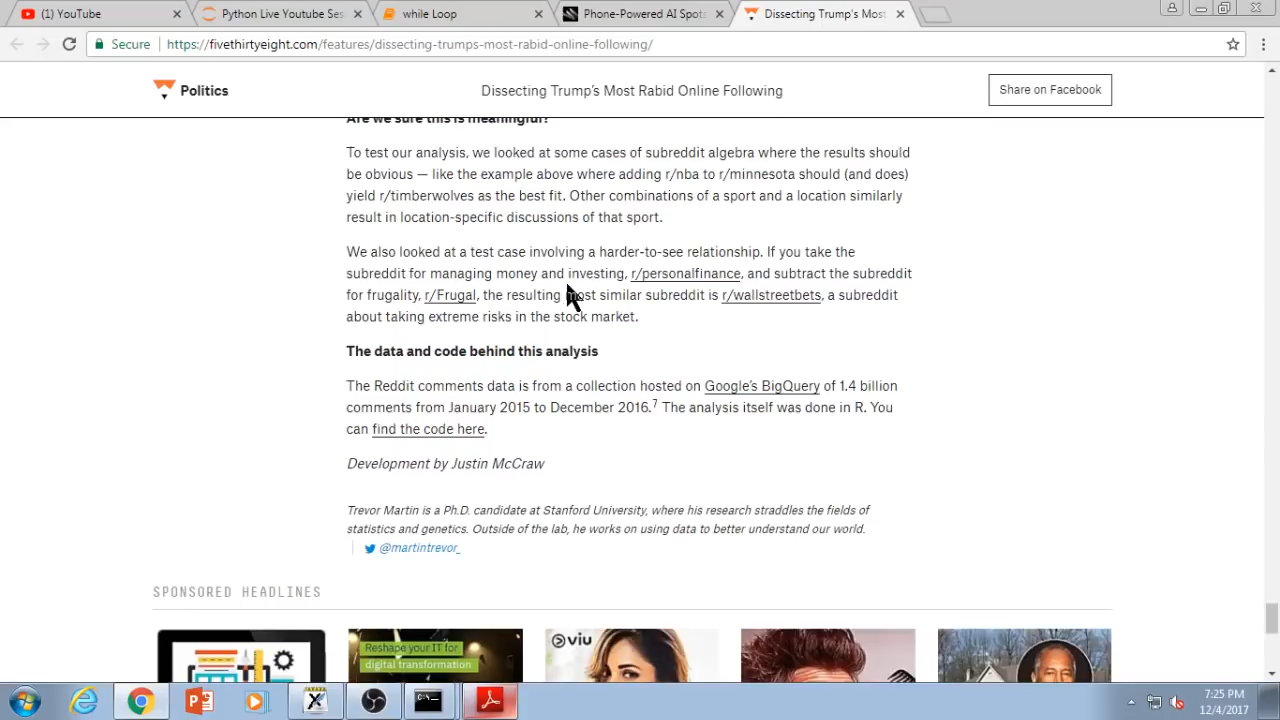 (1) YouTube
Python Live Youtube Ses
while Loop
Phone-Powered AI Spots
Dissecting Trump's Most
Secure
https://fivethirtyeight.com/features/dissecting-trumps-most-rabid-online-following/
Politics
Dissecting Trump's Most Rabid Online Following
Share on Facebook
Are we sure this is meaningful?
To test our analysis, we looked at some cases of subreddit algebra where the results should
be obvious — like the example above where adding r/nba to r/minnesota should (and does)
yield r/timberwolves as the best fit. Other combinations of a sport and a location similarly
result in location-specific discussions of that sport.
We also looked at a test case involving a harder-to-see relationship. If you take the
subreddit for managing money and investing, r/personalfinance, and subtract the subreddit
for frugality, r/Frugal, the resulting most similar subreddit is r/wallstreetbets, a subreddit
about taking extreme risks in the stock market.
The data and code behind this analysis
The Reddit comments data is from a collection hosted on Google's BigQuery of 1.4 billion
comments from January 2015 to December 2016.7 The analysis itself was done in R. You
can find the code here.
Development by Justin McCraw
Trevor Martin is a Ph.D. candidate at Stanford University, where his research straddles the fields of
statistics and genetics. Outside of the lab, he works on using data to better understand our world.
@martintrevor_
SPONSORED HEADLINES
Reshape your IT for
digital transformation
viu
7:25 PM
12/4/2017